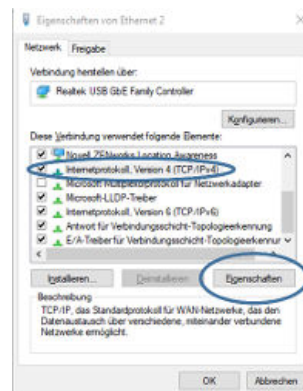 Eigenschaften von Ethernet 2
Netzwerk Freigabe
Verbindung herstellen über:
Realtek USB GbE Family Controller
Konfigurieren...
Diese Verbindung verwendet folgende Elemente:
Novell ZENworks Location Awareness
Internetprotokoll, Version 4 (TCP/IPv4)
Microsoft-Multiplexorprotokoll für Netzwerkadapter
Microsoft-LLDP-Treiber
Internetprotokoll, Version 6 (TCP/IPv6)
Antwort für Verbindungsschicht-Topologieerkennung
E/A-Treiber für Verbindungsschicht-Topologieerkennur
Installieren...
Deinstallieren
Eigenschaften
Beschreibung
TCP/IP, das Standardprotokoll für WAN-Netzwerke, das den
Datenaustausch über verschiedene, miteinander verbundene
Netzwerke ermöglicht.
OK
Abbrechen